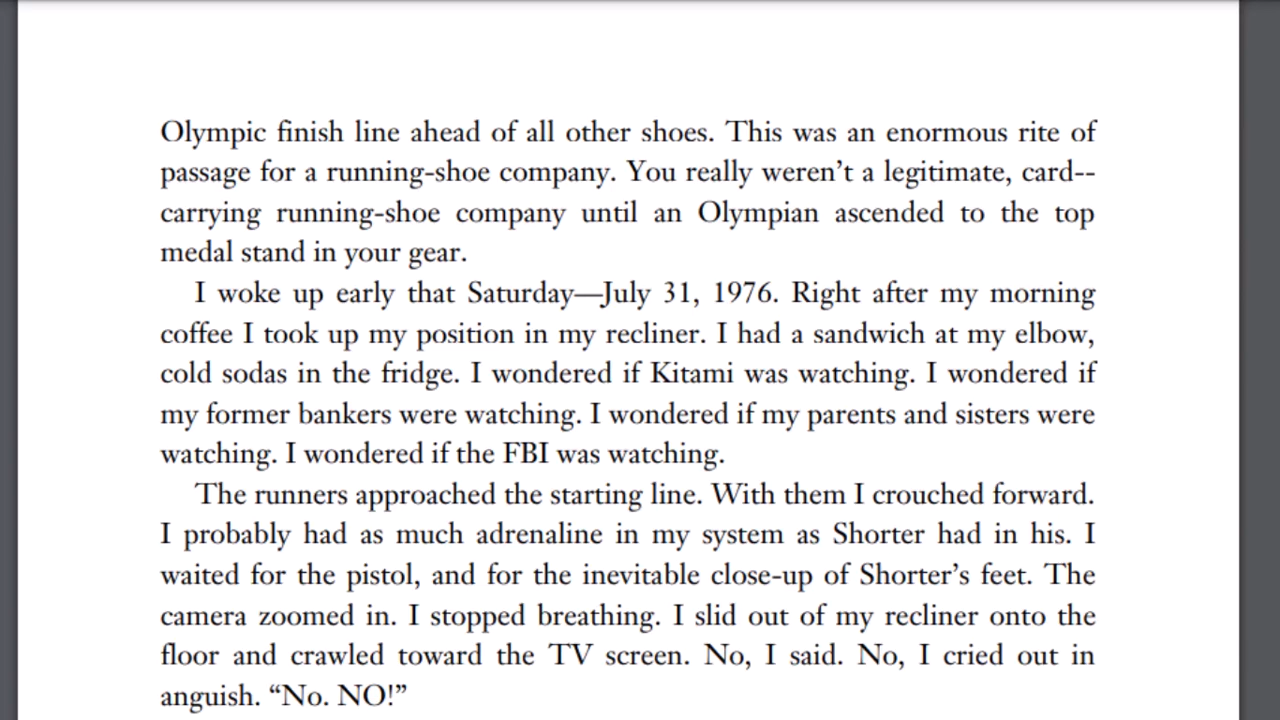 Olympic finish line ahead of all other shoes. This was an enormous rite of
passage for a running-shoe company. You really weren’t a legitimate, card--
carrying running-shoe company until an Olympian ascended to the top
medal stand in your gear.
I woke up early that Saturday—July 31, 1976. Right after my morning
coffee I took up my position in my recliner. I had a sandwich at my elbow,
cold sodas in the fridge. I wondered if Kitami was watching. I wondered if
my former bankers were watching. I wondered if my parents and sisters were
watching. I wondered if the FBI was watching.
The runners approached the starting line. With them I crouched forward.
I probably had as much adrenaline in my system as Shorter had in his. I
waited for the pistol, and for the inevitable close-up of Shorter’s feet. The
camera zoomed in. I stopped breathing. I slid out of my recliner onto the
floor and crawled toward the TV screen. No, I said. No, I cried out in
anguish. “No. NO!”